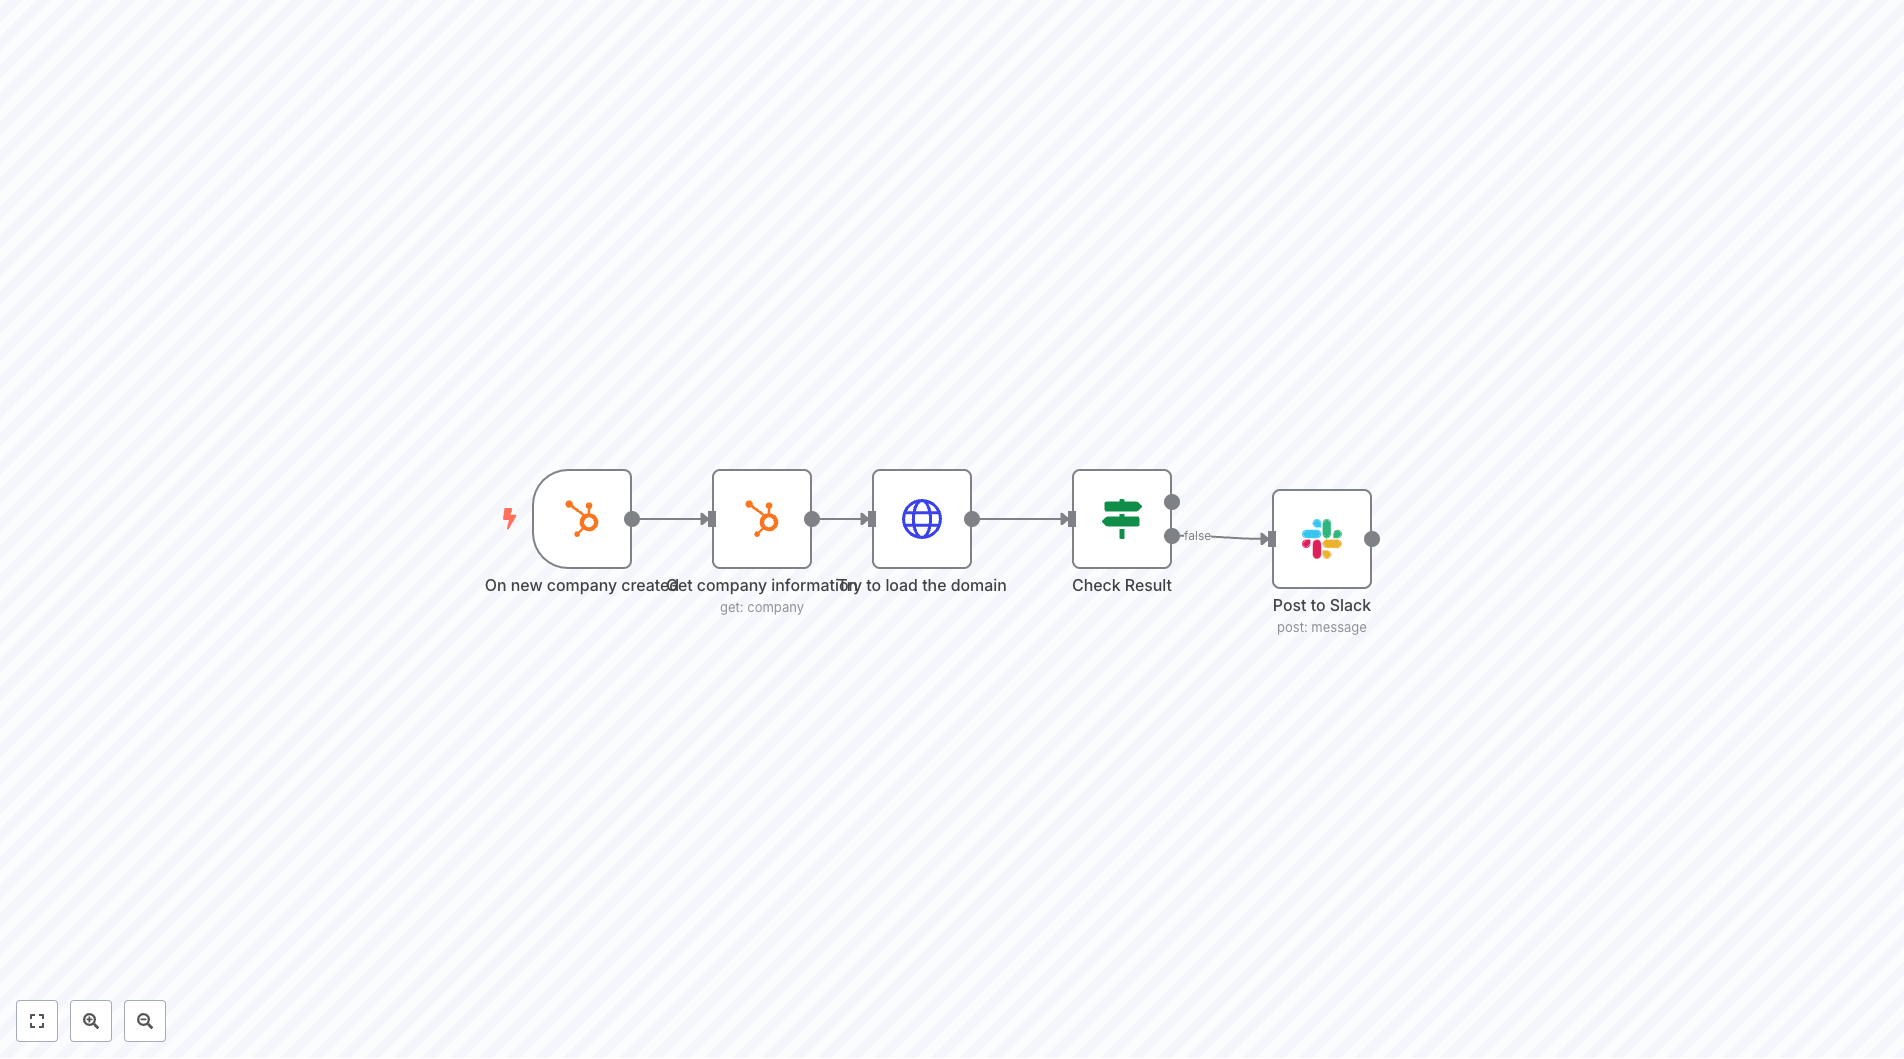 false
On new company created
Get company information
get: company
Try to load the domain
Check Result
Post to Slack
post: message